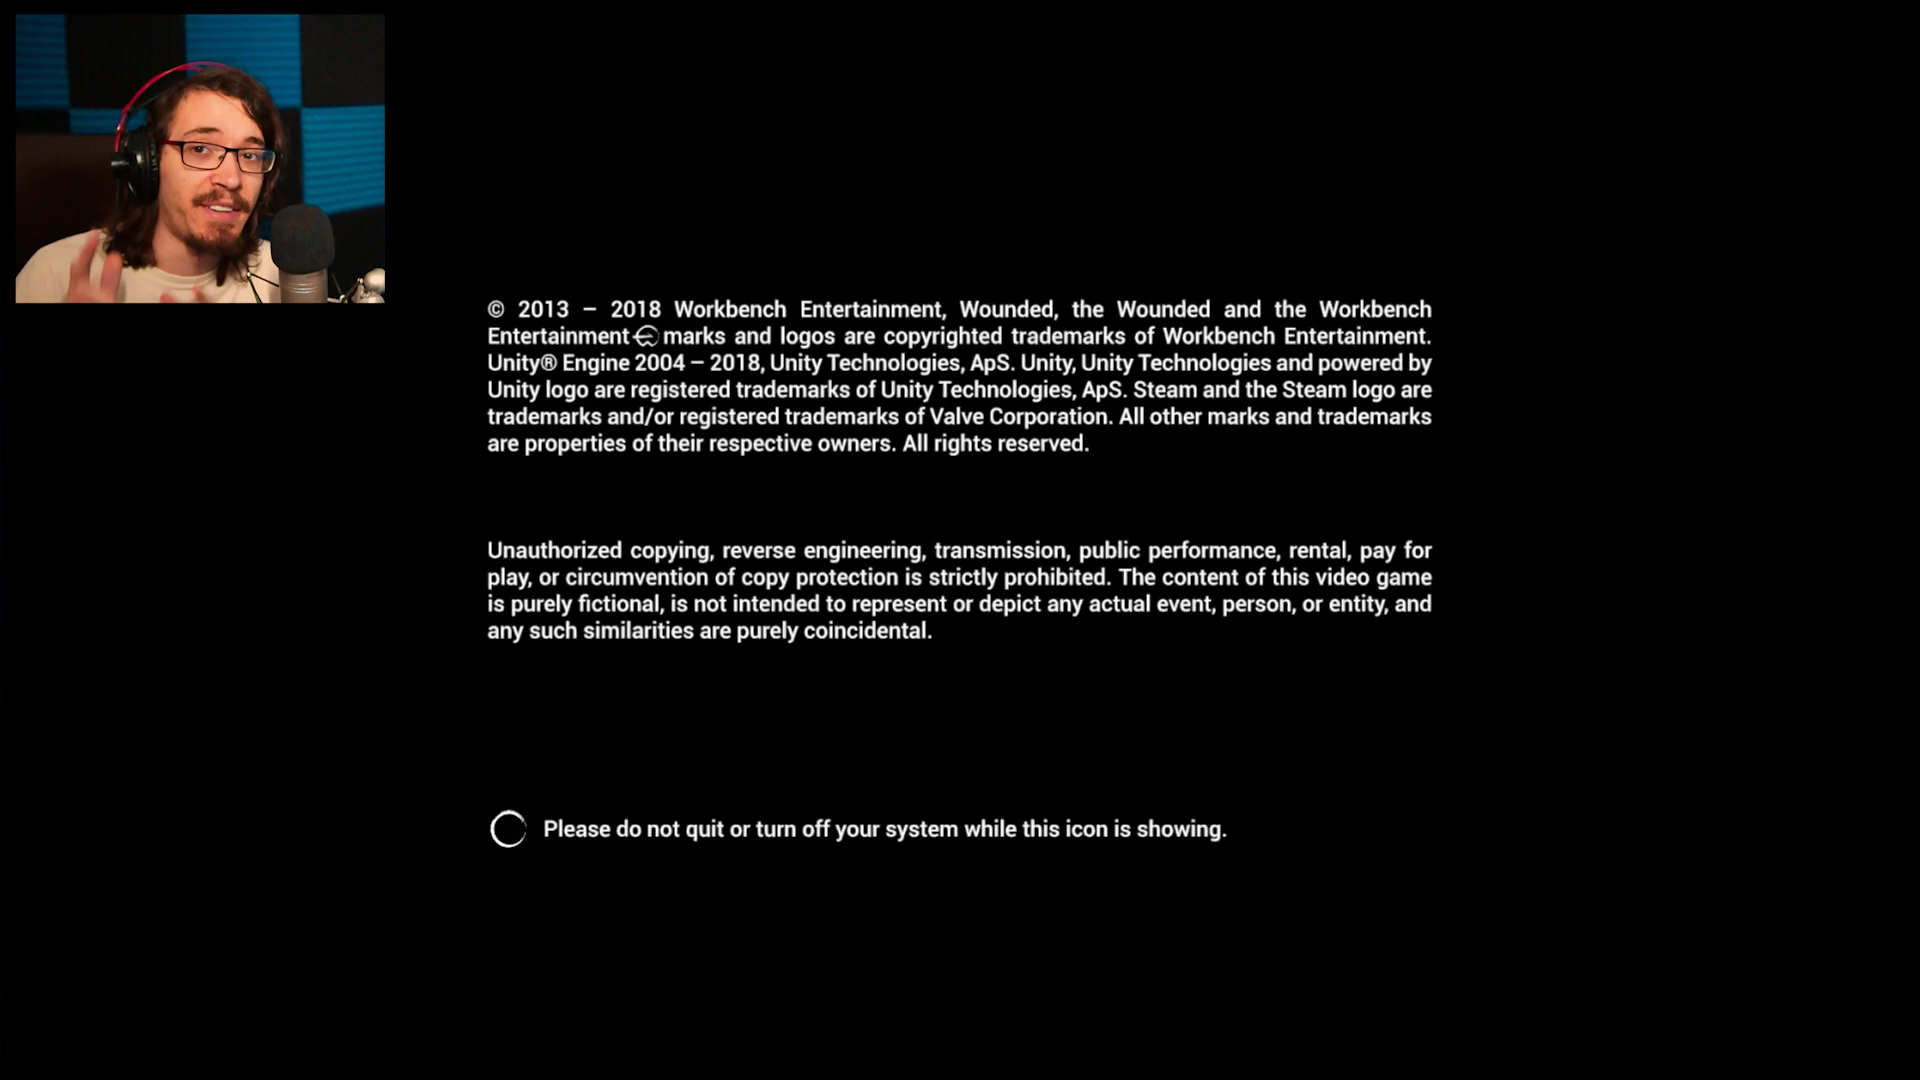 © 2013 – 2018 Workbench Entertainment, Wounded, the Wounded and the Workbench
Entertainment marks and logos are copyrighted trademarks of Workbench Entertainment.
Unity® Engine 2004 – 2018, Unity Technologies, ApS. Unity, Unity Technologies and powered by
Unity logo are registered trademarks of Unity Technologies, ApS. Steam and the Steam logo are
trademarks and/or registered trademarks of Valve Corporation. All other marks and trademarks
are properties of their respective owners. All rights reserved.
Unauthorized copying, reverse engineering, transmission, public performance, rental, pay for
play, or circumvention of copy protection is strictly prohibited. The content of this video game
is purely fictional, is not intended to represent or depict any actual event, person, or entity, and
any such similarities are purely coincidental.
Please do not quit or turn off your system while this icon is showing.